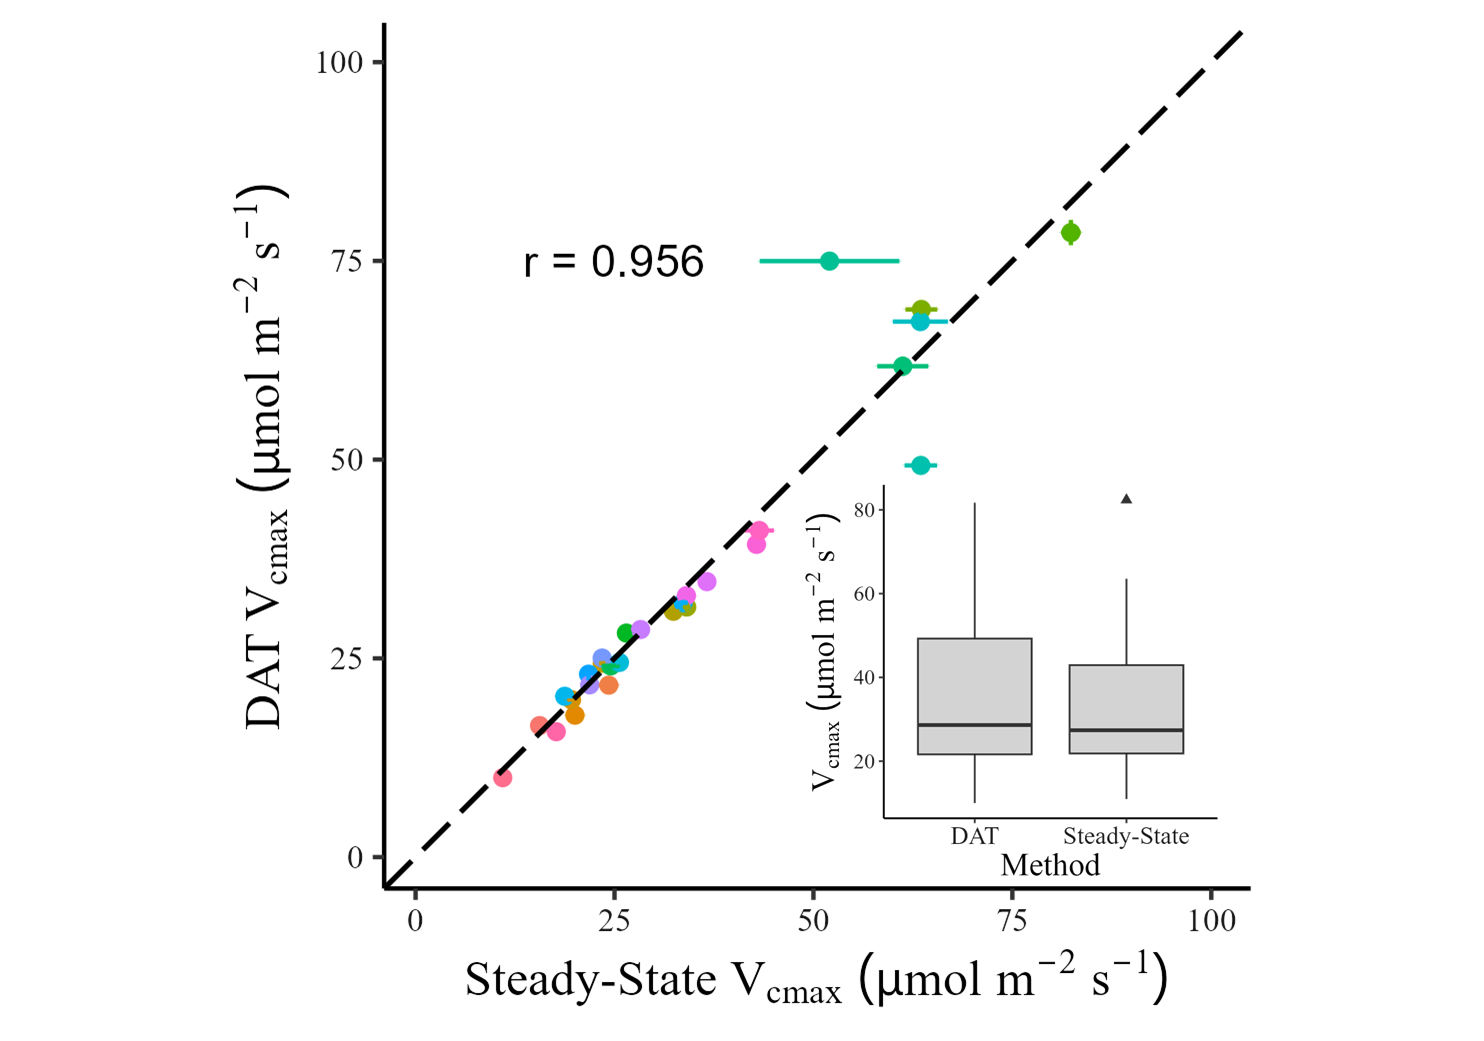 100
75
50
25
0
DAT Vcmax (μmol m−2 s−1)
r = 0.956
0 25 50 75 100
Steady-State Vcmax (μmol m−2 s−1)
80
60
40
20
Vcmax (μmol m−2 s−1)
DAT Steady-State
Method